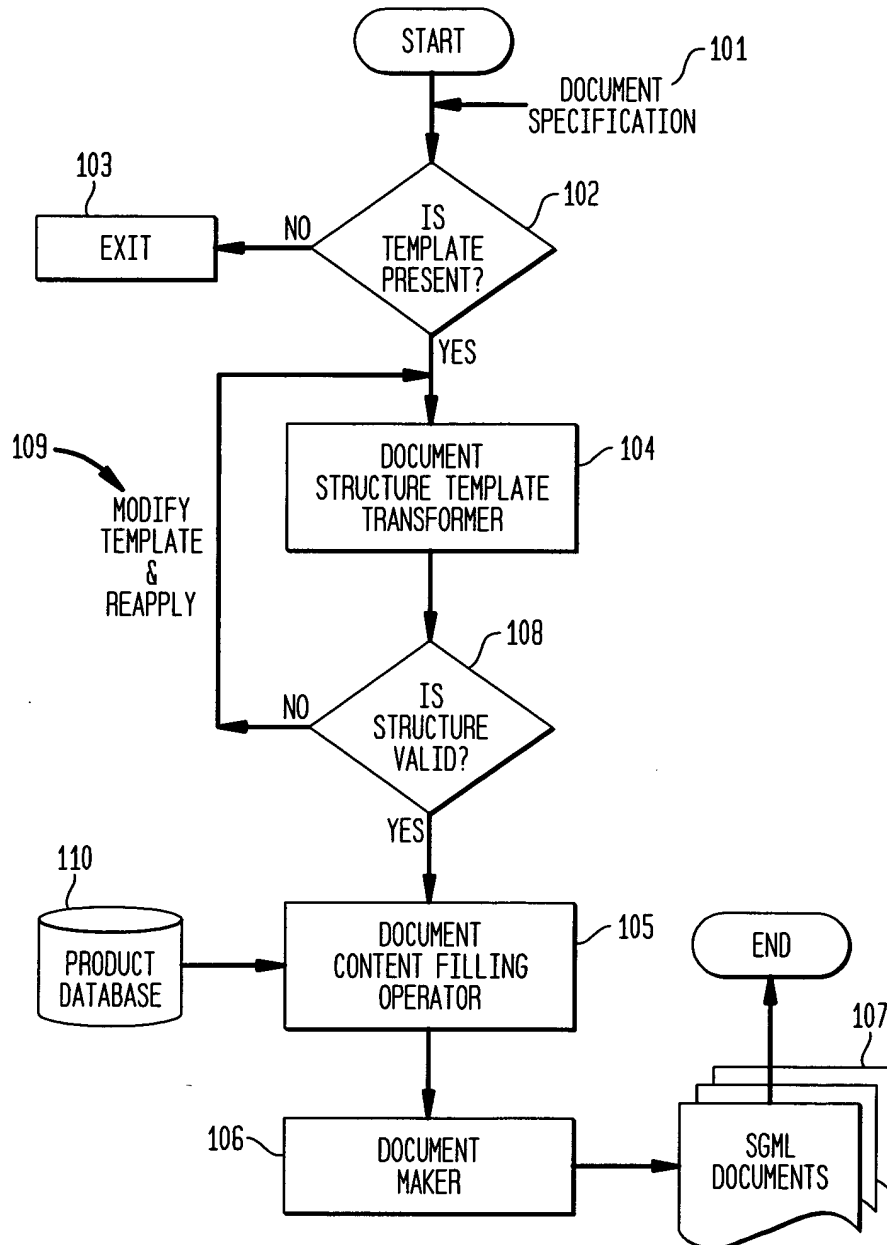 START
101
DOCUMENT
SPECIFICATION
103
EXIT
NO
102
IS
TEMPLATE
PRESENT?
YES
109
MODIFY
TEMPLATE
&
REAPPLY
104
DOCUMENT
STRUCTURE TEMPLATE
TRANSFORMER
108
NO
IS
STRUCTURE
VALID?
YES
110
PRODUCT
DATABASE
105
DOCUMENT
CONTENT FILLING
OPERATOR
END
107
106
DOCUMENT
MAKER
SGML
DOCUMENTS